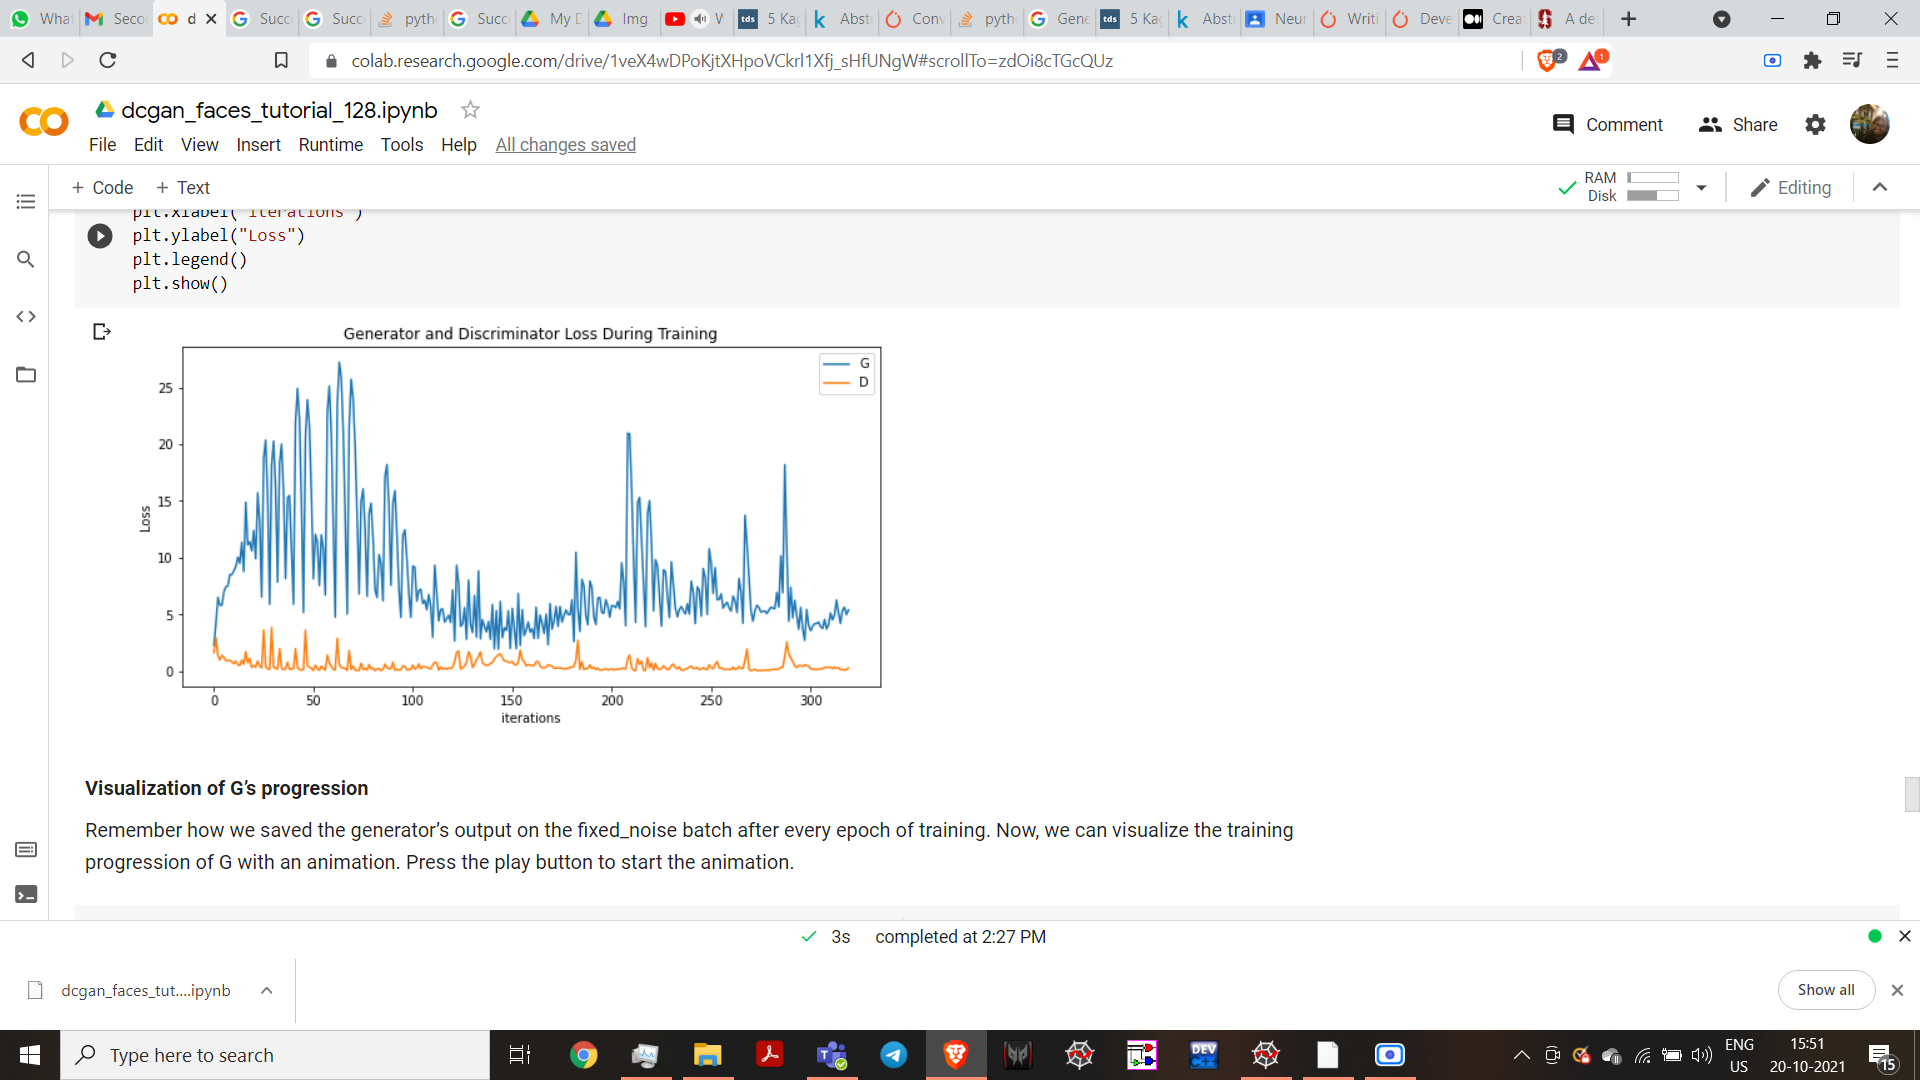 What
Seco
d
Succ
Succ
pyth
Succ
My D
Img
5 Kag
Abst
Conv
pyth
Gene
5 Kag
Abst
Neur
Writi
Deve
Crea
A de
colab.research.google.com/drive/1veX4wDPoKjtXHpoVCkrl1Xfj_sHfUNgW#scrollTo=zdOi8cTGcQUz
2
1
dcgan_faces_tutorial_128.ipynb
Comment
Share
File Edit View Insert Runtime Tools Help All changes saved
+ Code + Text
RAM
Disk
Editing
plt.xlabel("iterations")
plt.ylabel("Loss")
plt.legend()
plt.show()
Generator and Discriminator Loss During Training
G
D
25
20
15
10
5
0
Loss
0 50 100 150 200 250 300
iterations
Visualization of G’s progression
Remember how we saved the generator’s output on the fixed_noise batch after every epoch of training. Now, we can visualize the training
progression of G with an animation. Press the play button to start the animation.
3s completed at 2:27 PM
dcgan_faces_tut....ipynb
Show all
Type here to search
DEV
C++
ENG
US
15:51
20-10-2021
15